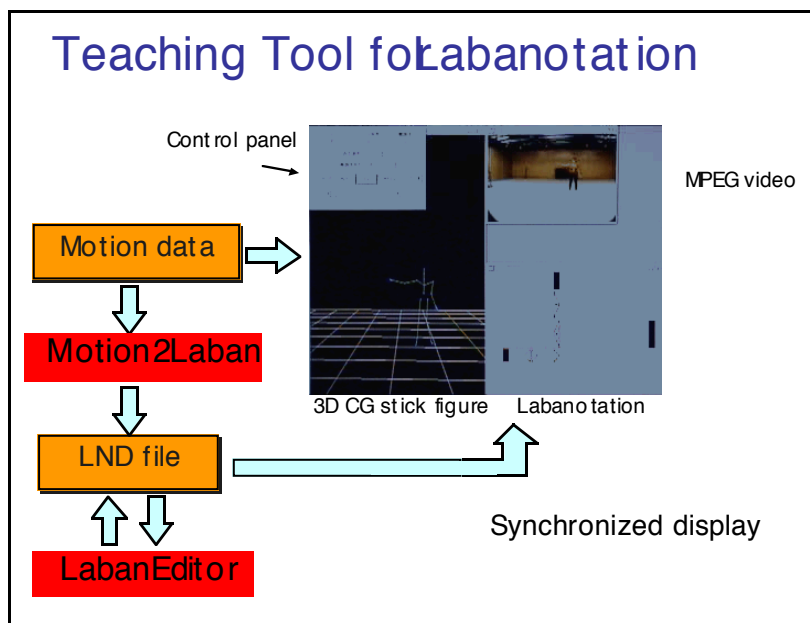 Teaching Tool forLabanotation
Control panel
MPEG video
Motion data
Motion2Laban
3D CG stick figure Labanotation
LND file
Synchronized display
LabanEditor